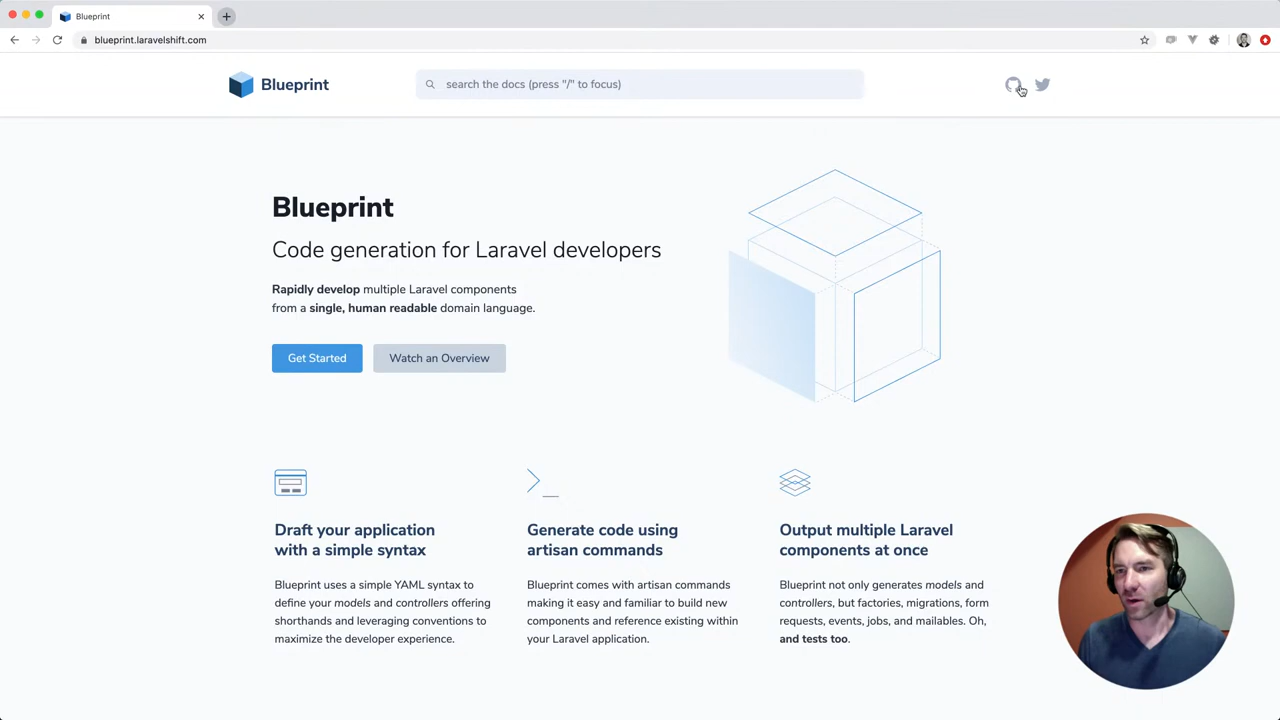 Blueprint
blueprint.laravelshift.com
Blueprint
search the docs (press "/" to focus)
Blueprint
Code generation for Laravel developers
Rapidly develop multiple Laravel components
from a single, human readable domain language.
Get Started
Watch an Overview
Draft your application
with a simple syntax
Blueprint uses a simple YAML syntax to
define your models and controllers offering
shorthands and leveraging conventions to
maximize the developer experience.
Generate code using
artisan commands
Blueprint comes with artisan commands
making it easy and familiar to build new
components and reference existing within
your Laravel application.
Output multiple Laravel
components at once
Blueprint not only generates models and
controllers, but factories, migrations, form
requests, events, jobs, and mailables. Oh,
and tests too.